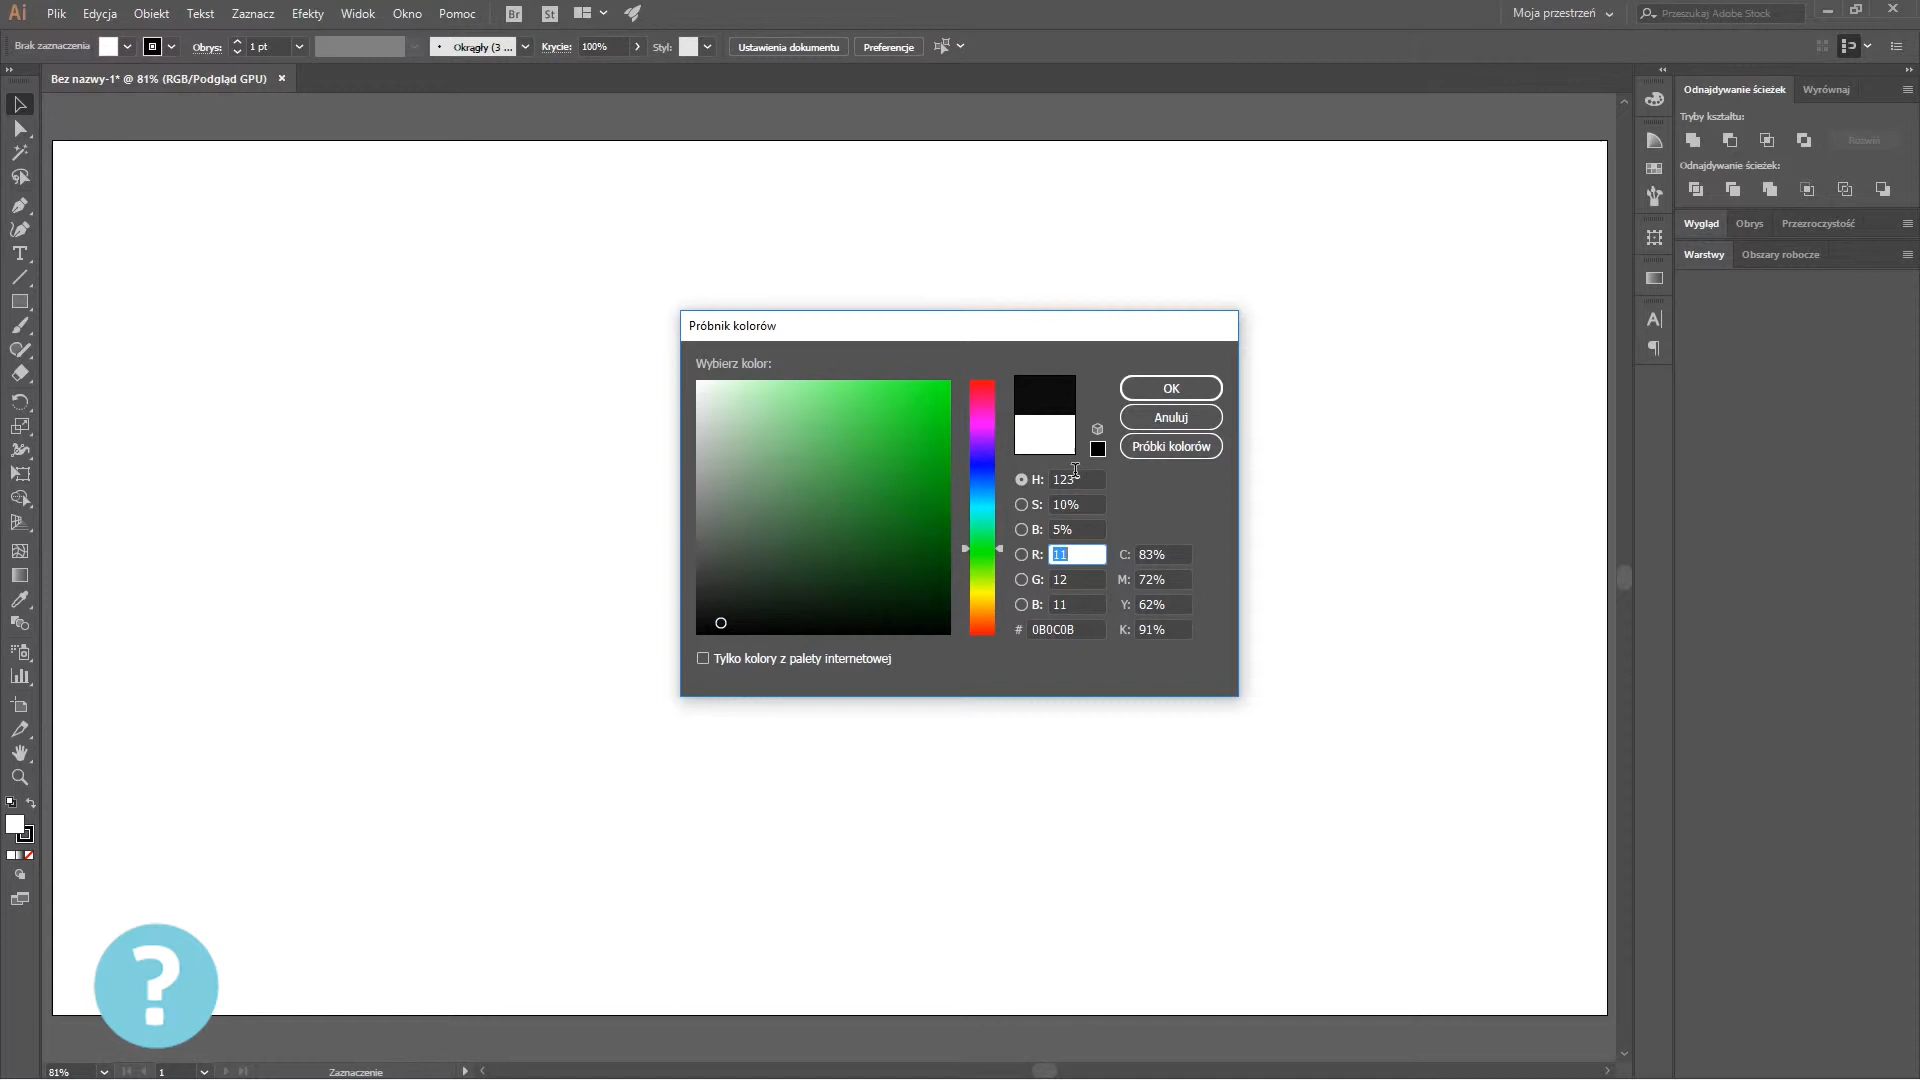 Ai Plik Edycja Obiekt Tekst Zaznacz Efekty Widok Okno Pomoc Br St Moja przestrzeń Przeszukaj Adobe Stock
Brak zaznaczenia Obrys: 1 pt Okrągły (3 ... Krycie: 100% Styl: Ustawienia dokumentu Preferencje
Bez nazwy-1* @ 81% (RGB/Podgląd GPU)
Odnajdywanie ścieżek Wyrównaj
Tryby kształtu:
Rozwiń
Odnajdywanie ścieżek:
Wygląd Obrys Przezroczystość
Warstwy Obszary robocze
Próbnik kolorów
Wybierz kolor:
OK
Anuluj
Próbki kolorów
H: 123°
S: 10%
B: 5%
R: 11 C: 83%
G: 12 M: 72%
B: 11 Y: 62%
# 0B0C0B K: 91%
Tylko kolory z palety internetowej
?
81% 1 Zaznaczenie